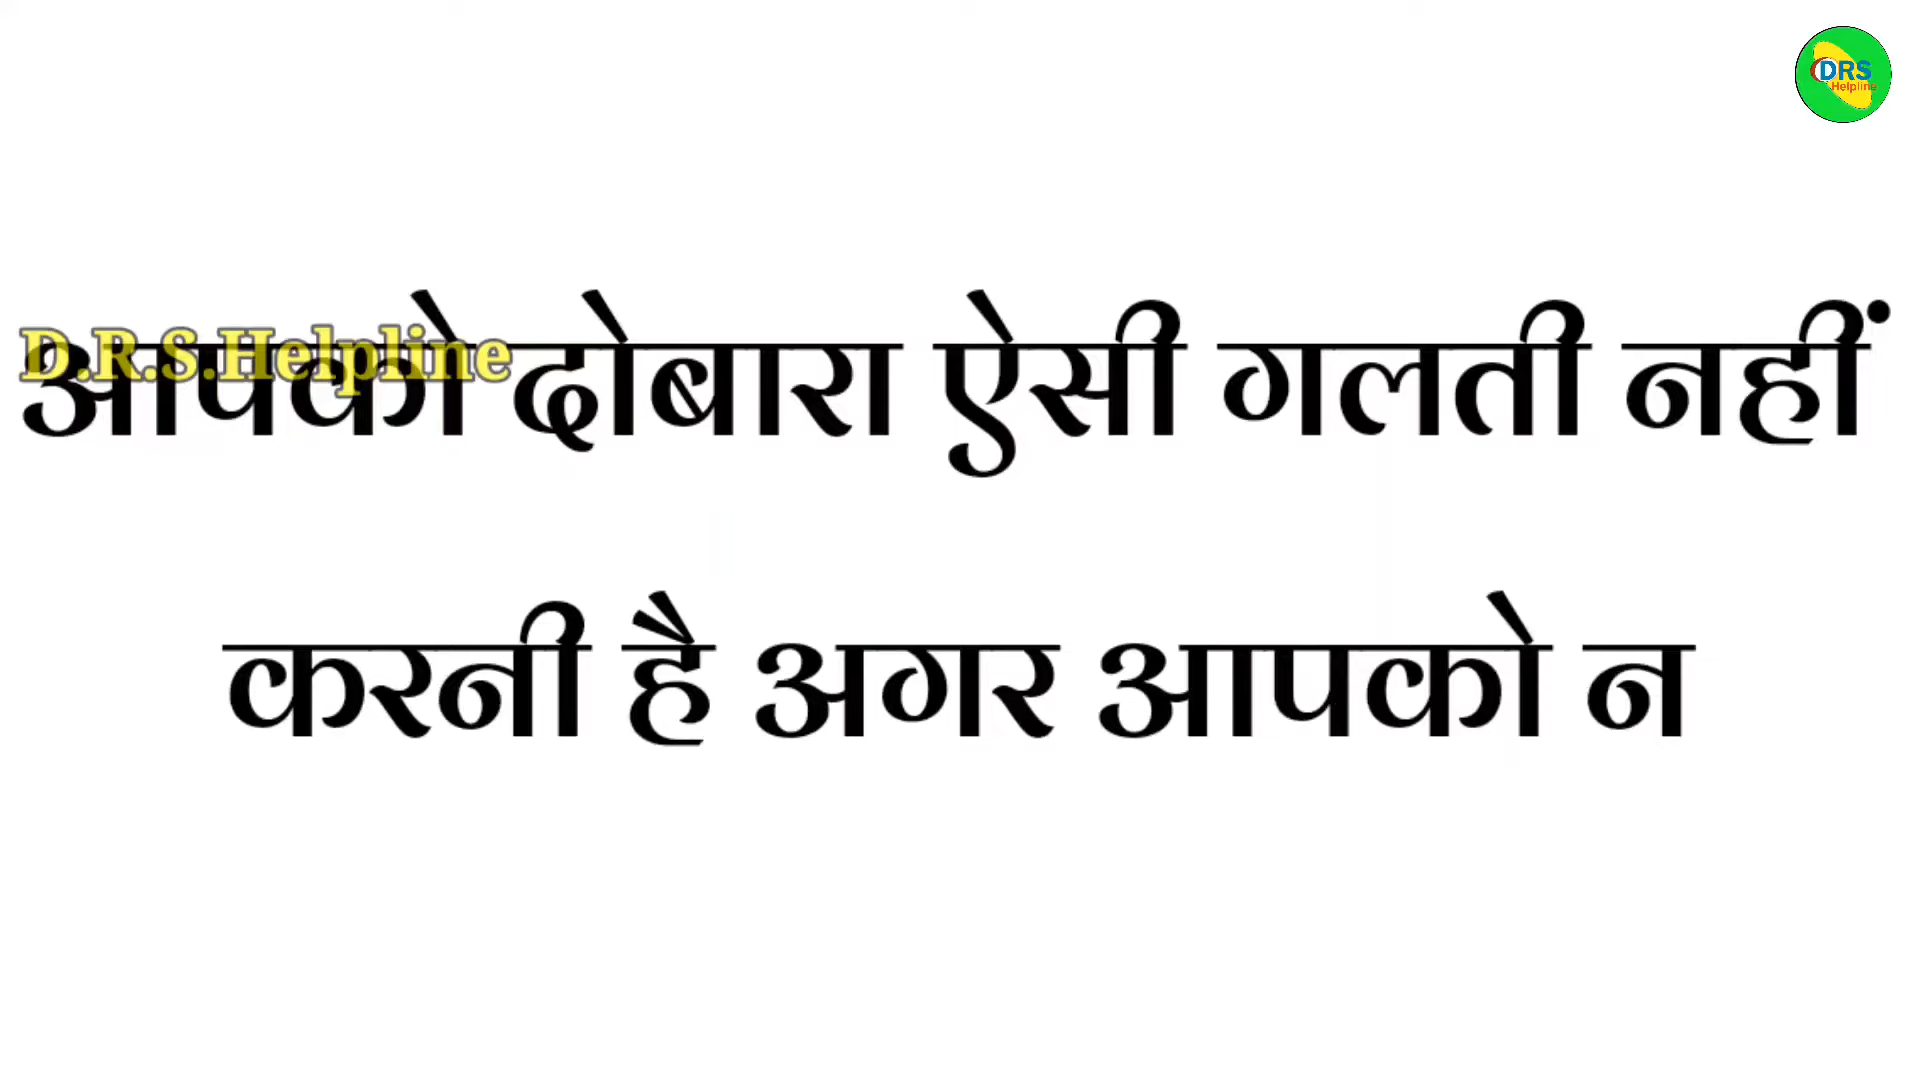 DRS
Helpline
D.R.S.Helpline
आपको दोबारा ऐसी गलती नहीं
करनी है अगर आपको न